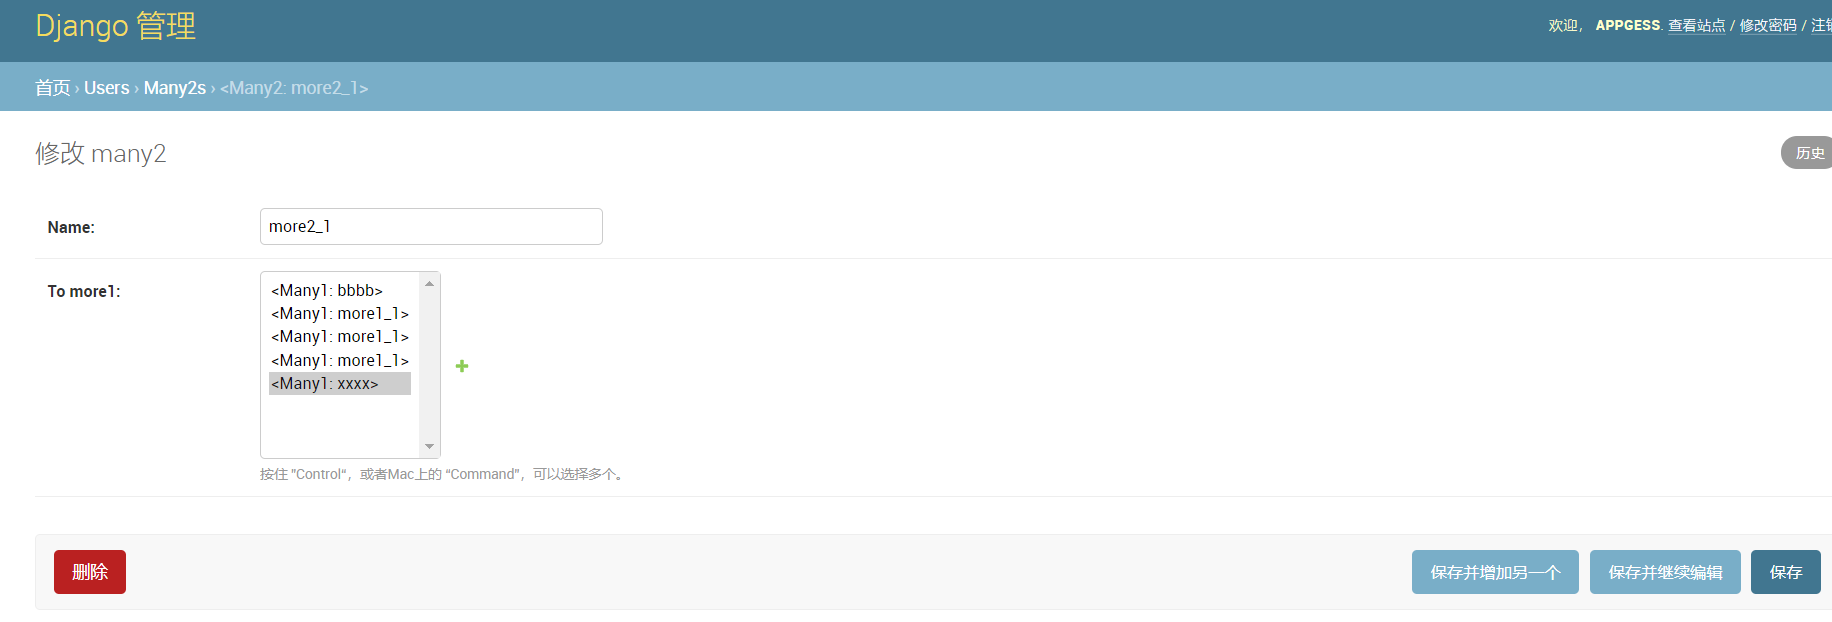 Django 管理
欢迎， APPGESS. 查看站点 / 修改密码 / 注
首页 › Users › Many2s › <Many2: more2_1>
修改 many2
历史
Name: more2_1
To more1:
<Many1: bbbb>
<Many1: more1_1>
<Many1: more1_1>
<Many1: more1_1>
<Many1: xxxx>
按住 "Control“，或者Mac上的 “Command”，可以选择多个。
删除
保存并增加另一个
保存并继续编辑
保存